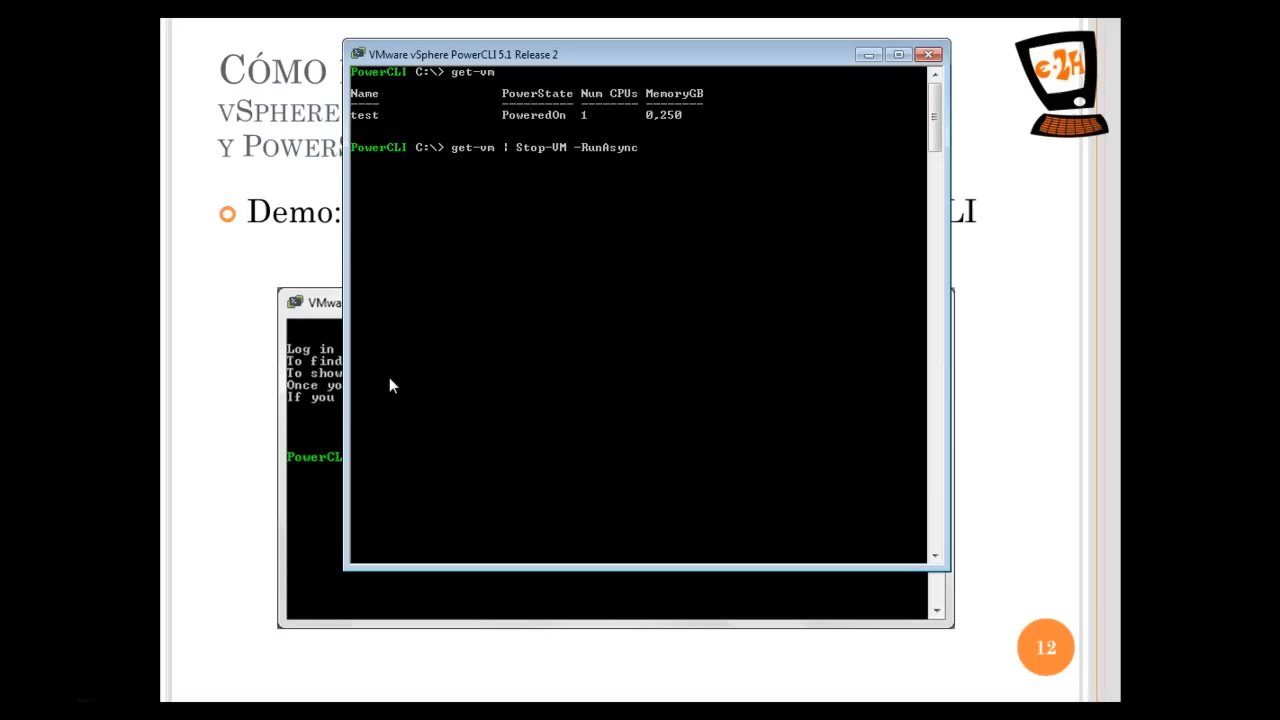 CÓMO
VSPHERE
Y POWERS
Demo:
LI
VMware vSphere PowerCLI 5.1 Release 2
PowerCLI C:\> get-vm
Name PowerState Num CPUs MemoryGB
---- ---------- -------- --------
test PoweredOn 1 0,250
PowerCLI C:\> get-vm | Stop-VM -RunAsync
VMwa
Log in
To find
To show
Once yo
If you
PowerCL
e-2H
12